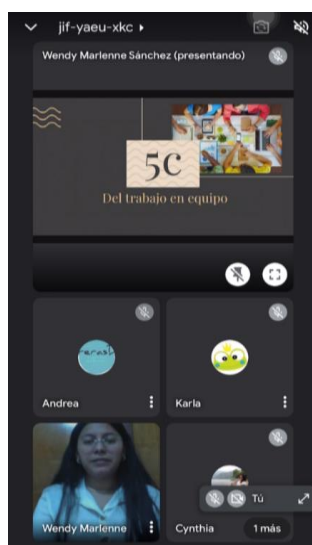 jif-yaeu-xkc
Wendy Marlenne Sánchez (presentando)
5c
Del trabajo en equipo
Andrea
Karla
Tú
Wendy Marlenne
Cynthia
1 más